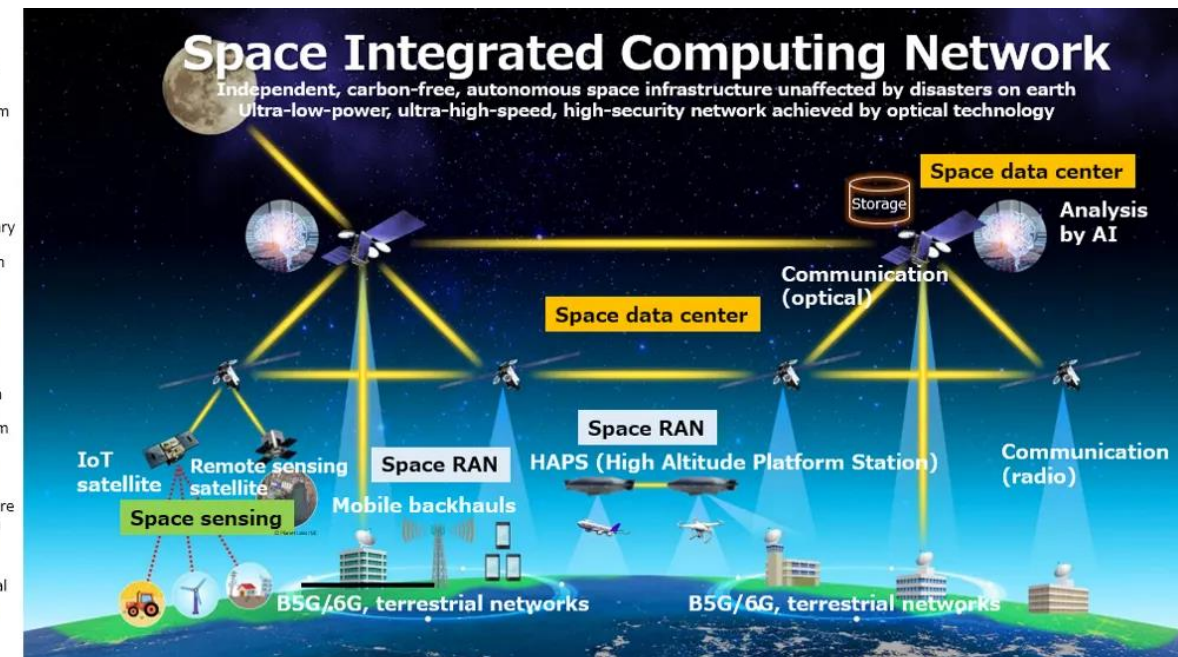 Space Integrated Computing Network
Independent, carbon-free, autonomous space infrastructure unaffected by disasters on earth
Ultra-low-power, ultra-high-speed, high-security network achieved by optical technology
Space data center
Storage
Analysis
by AI
Communication
(optical)
Space data center
Space RAN
HAPS (High Altitude Platform Station)
Communication
(radio)
IoT
satellite
Remote sensing
satellite
Space RAN
Space sensing
Mobile backhauls
B5G/6G, terrestrial networks
B5G/6G, terrestrial networks